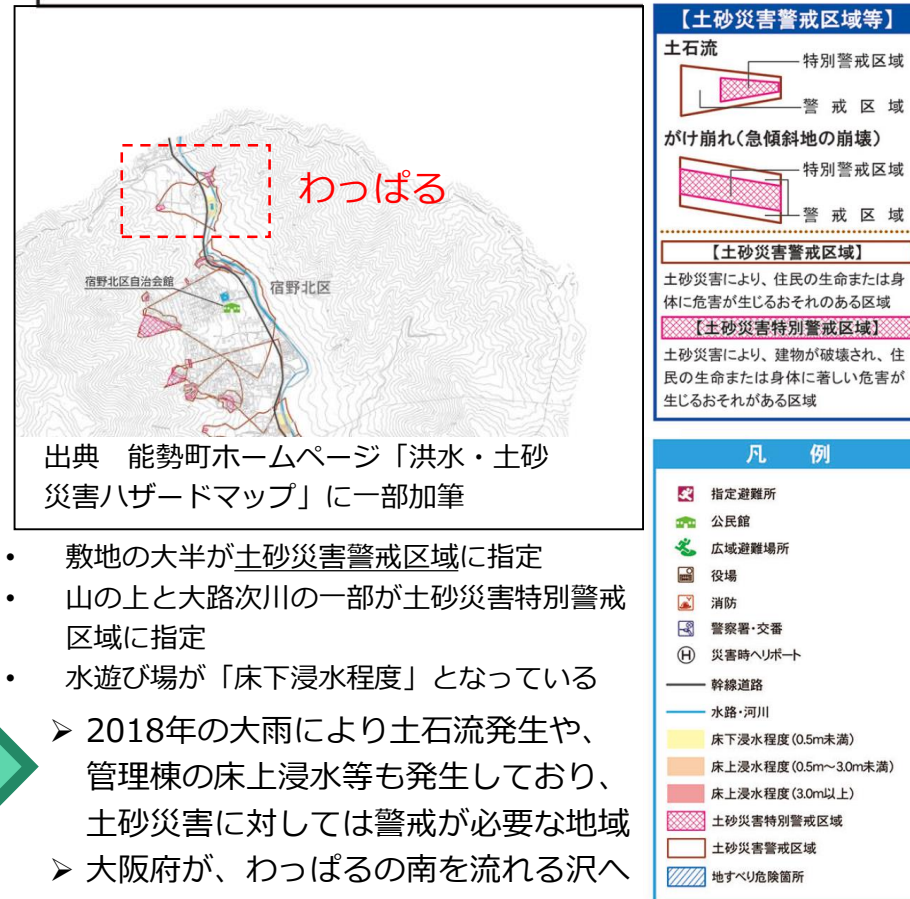 わっぱる
宿野北区自治会館
宿野北区
出典　能勢町ホームページ「洪水・土砂
災害ハザードマップ」に一部加筆
• 敷地の大半が土砂災害警戒区域に指定
• 山の上と大路次川の一部が土砂災害特別警戒
区域に指定
• 水遊び場が「床下浸水程度」となっている
➢ 2018年の大雨により土石流発生や、
管理棟の床上浸水等も発生しており、
土砂災害に対しては警戒が必要な地域
➢ 大阪府が、わっぱるの南を流れる沢へ
【土砂災害警戒区域等】
土石流
特別警戒区域
警戒区域
がけ崩れ(急傾斜地の崩壊)
特別警戒区域
警戒区域
【土砂災害警戒区域】
土砂災害により、住民の生命または身
体に危害が生じるおそれのある区域
【土砂災害特別警戒区域】
土砂災害により、建物が破壊され、住
民の生命または身体に著しい危害が
生じるおそれがある区域
凡　例
指定避難所
公民館
広域避難場所
役場
消防
警察署・交番
H 災害時ヘリポート
幹線道路
水路・河川
床下浸水程度(0.5m未満)
床上浸水程度(0.5m〜3.0m未満)
床上浸水程度(3.0m以上)
土砂災害特別警戒区域
土砂災害警戒区域
地すべり危険箇所